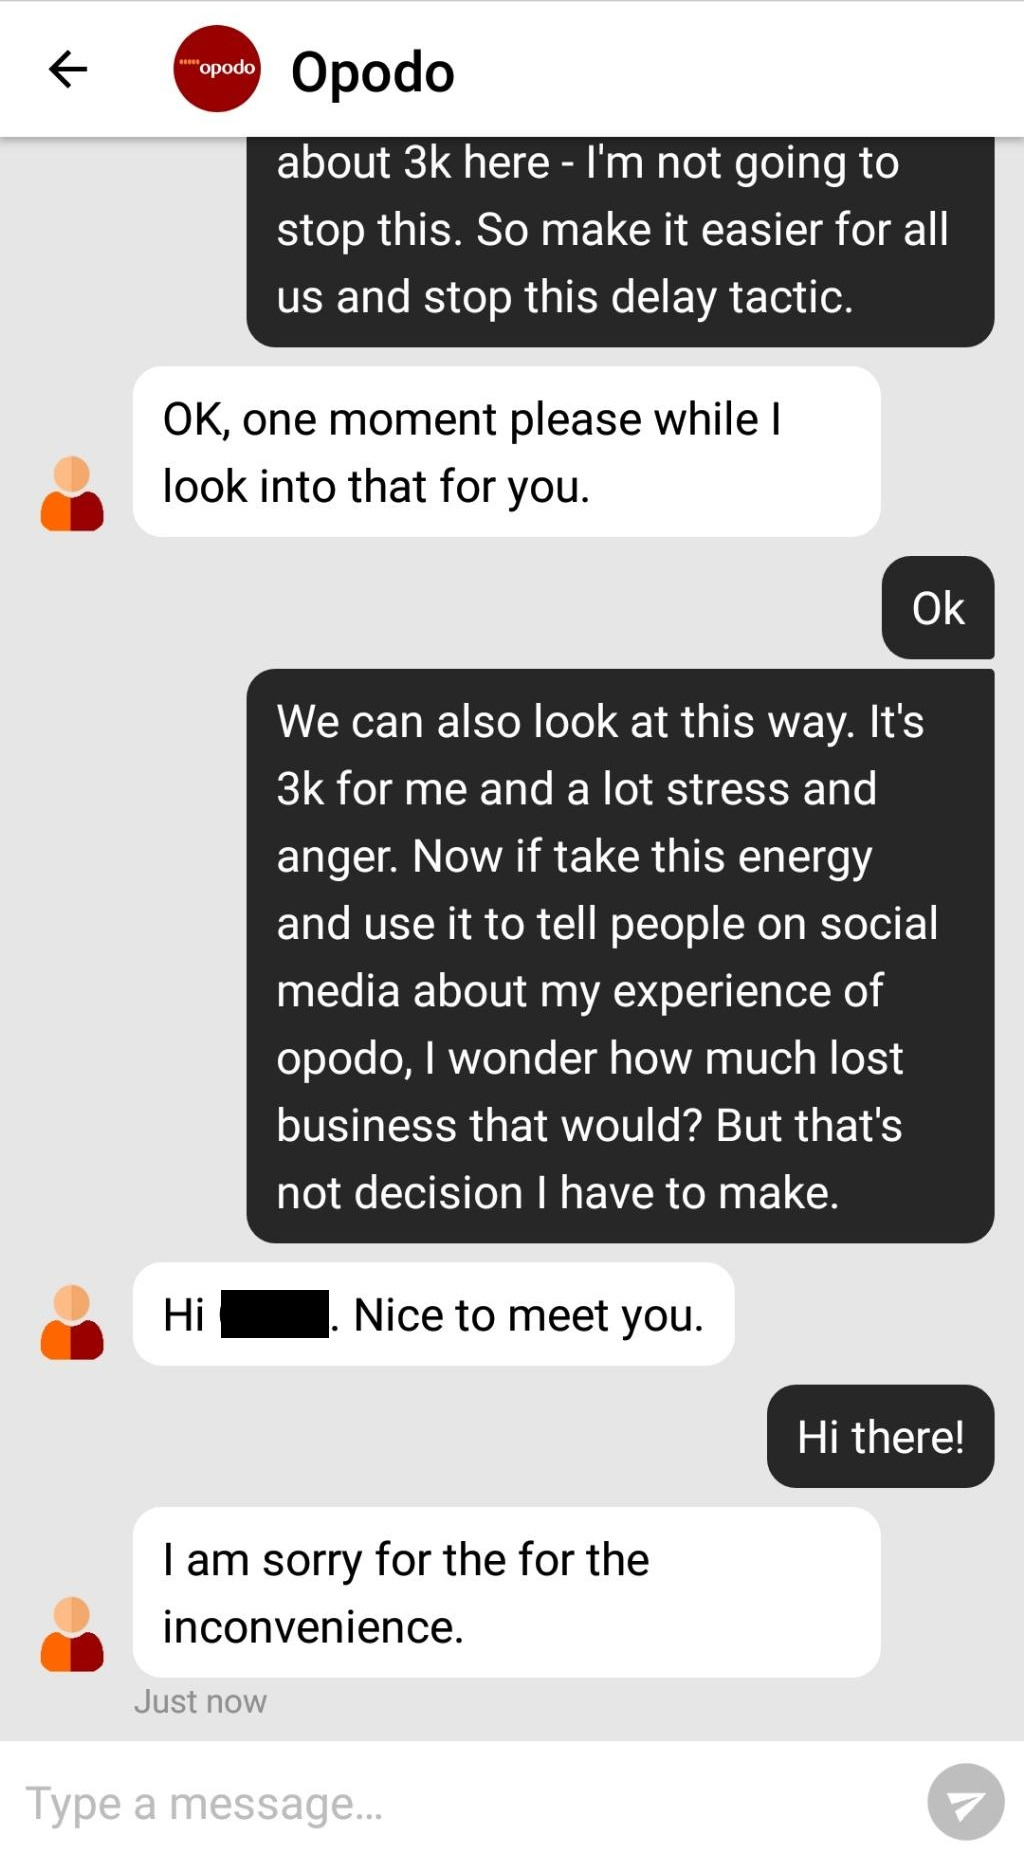 opodo
Opodo
about 3k here - I'm not going to
stop this. So make it easier for all
us and stop this delay tactic.
OK, one moment please while I
look into that for you.
Ok
We can also look at this way. It's
3k for me and a lot stress and
anger. Now if take this energy
and use it to tell people on social
media about my experience of
opodo, I wonder how much lost
business that would? But that's
not decision I have to make.
Hi . Nice to meet you.
Hi there!
I am sorry for the for the
inconvenience.
Just now
Type a message...